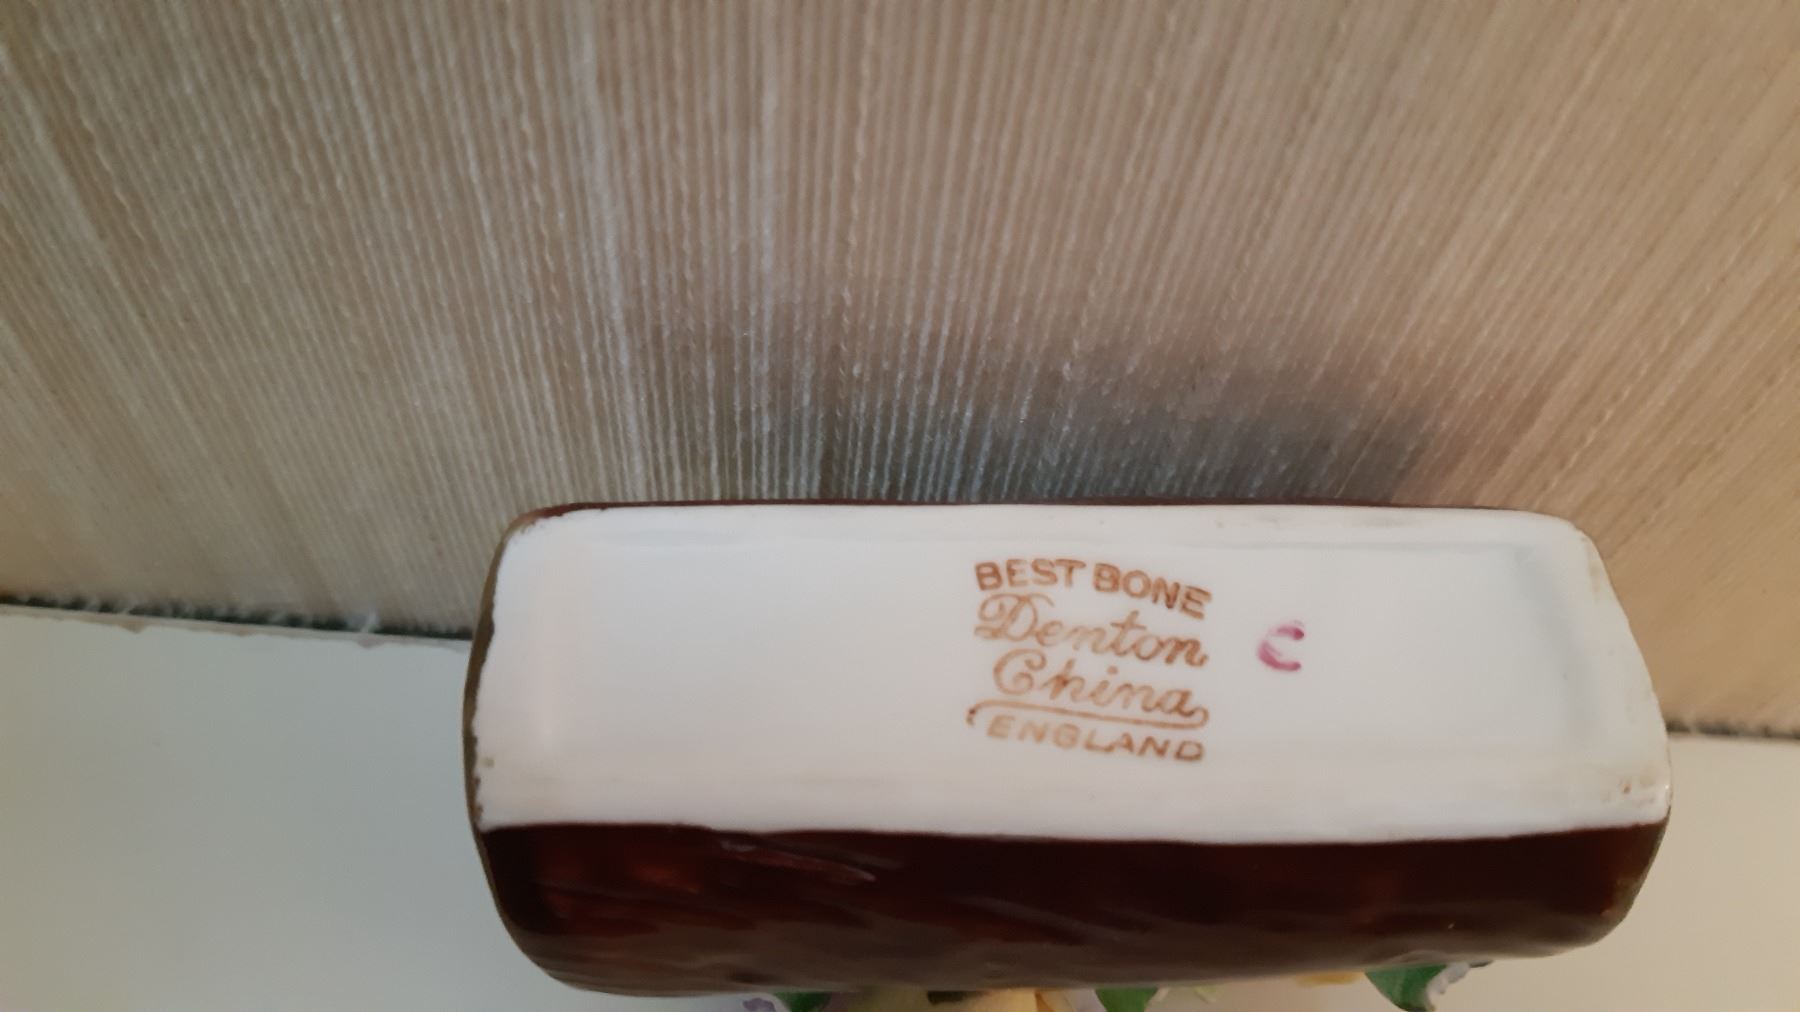 BEST BONE
Denton
China
ENGLAND
C